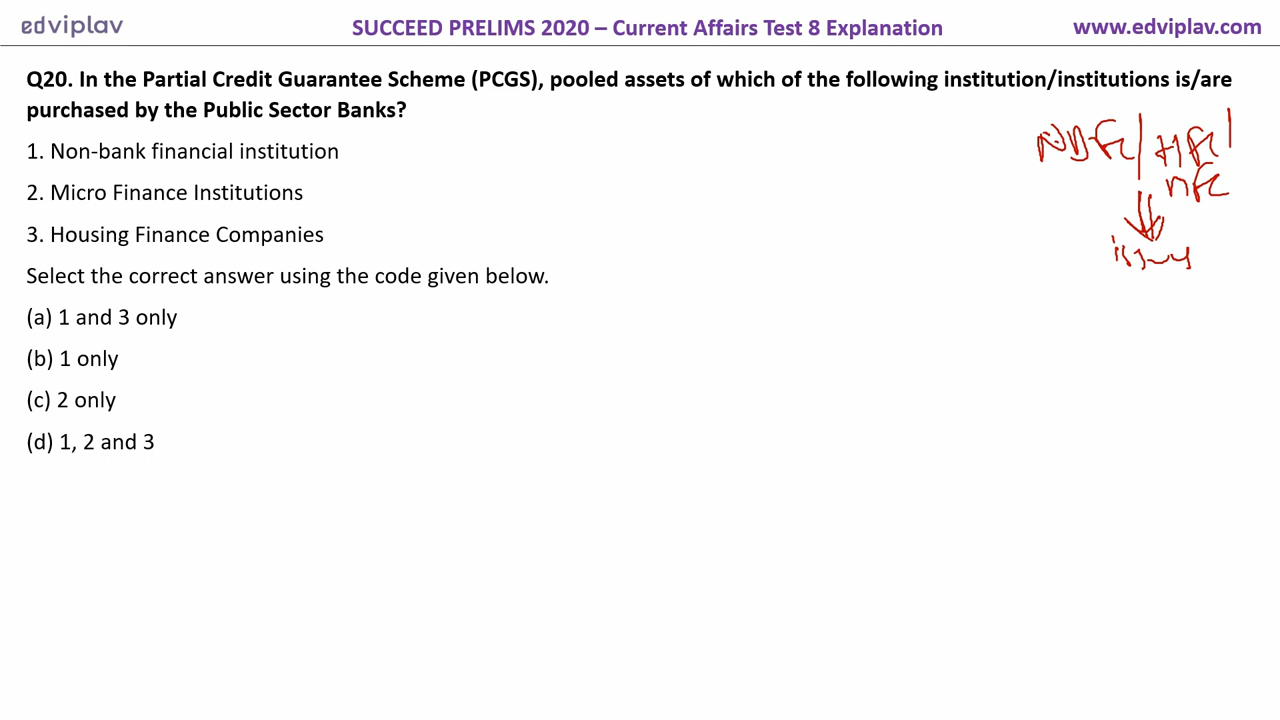 edviplav
SUCCEED PRELIMS 2020 – Current Affairs Test 8 Explanation
www.edviplav.com
Q20. In the Partial Credit Guarantee Scheme (PCGS), pooled assets of which of the following institution/institutions is/are
purchased by the Public Sector Banks?
1. Non-bank financial institution
2. Micro Finance Institutions
3. Housing Finance Companies
Select the correct answer using the code given below.
(a) 1 and 3 only
(b) 1 only
(c) 2 only
(d) 1, 2 and 3
NBFC HFC